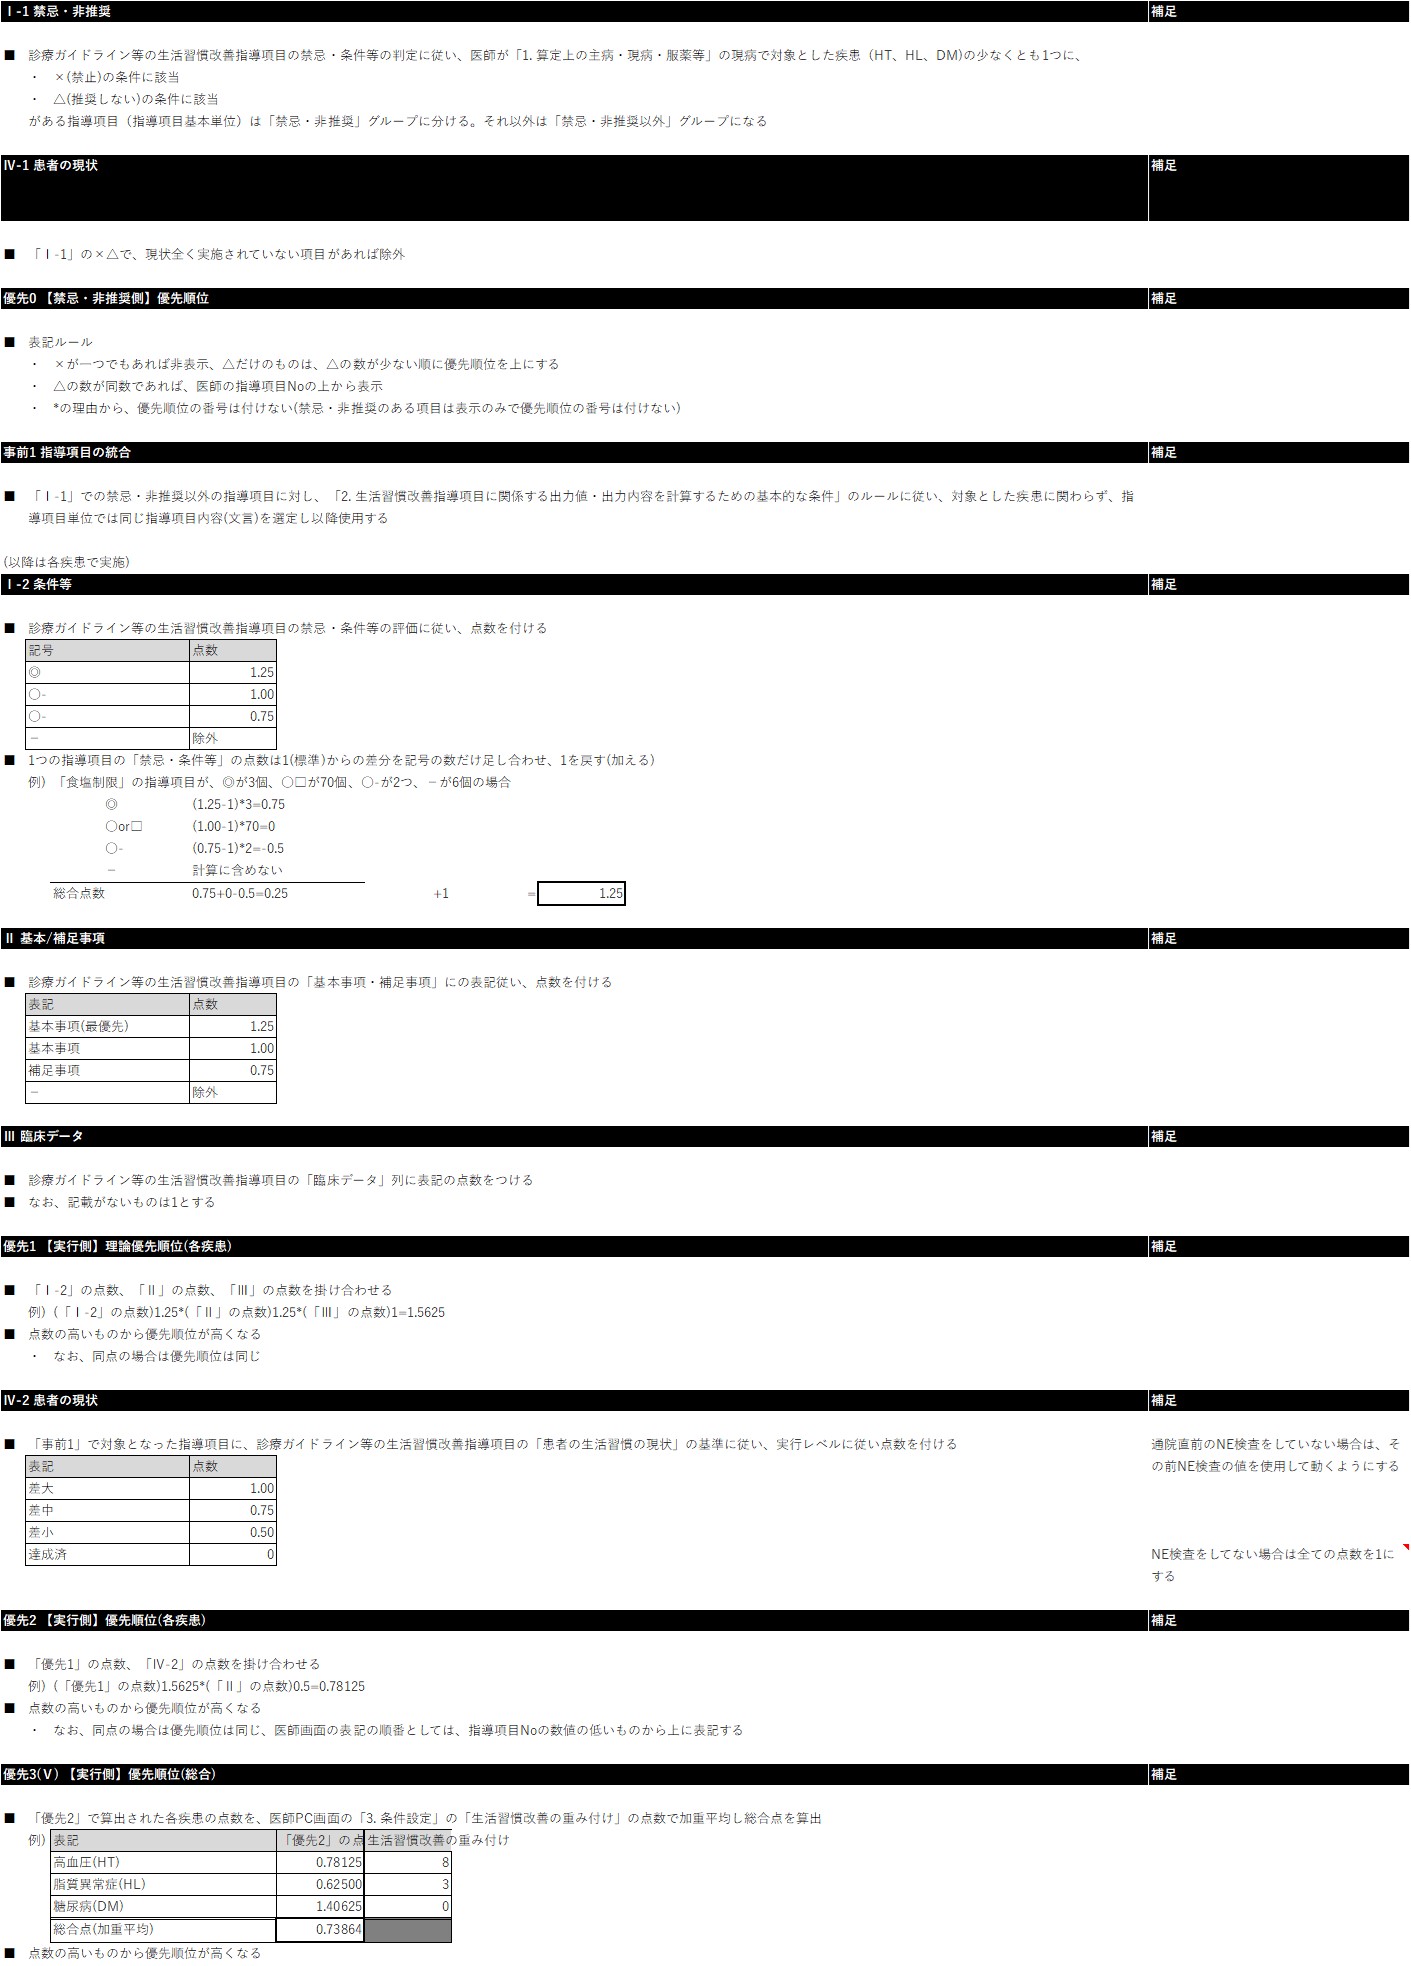 Ⅰ-1 禁忌・非推奨 補足
■ 診療ガイドライン等の生活習慣改善指導項目の禁忌・条件等の判定に従い、医師が「1. 算定上の主病・現病・服薬等」の現病で対象とした疾患（HT、HL、DM)の少なくとも1つに、
・ ×(禁止)の条件に該当
・ △(推奨しない)の条件に該当
がある指導項目（指導項目基本単位）は「禁忌・非推奨」グループに分ける。それ以外は「禁忌・非推奨以外」グループになる
Ⅳ-1 患者の現状 補足
■ 「Ⅰ-1」の×△で、現状全く実施されていない項目があれば除外
優先0 【禁忌・非推奨側】優先順位 補足
■ 表記ルール
・ ×が一つでもあれば非表示、△だけのものは、△の数が少ない順に優先順位を上にする
・ △の数が同数であれば、医師の指導項目Noの上から表示
・ *の理由から、優先順位の番号は付けない(禁忌・非推奨のある項目は表示のみで優先順位の番号は付けない)
事前1 指導項目の統合 補足
■ 「Ⅰ-1」での禁忌・非推奨以外の指導項目に対し、「2. 生活習慣改善指導項目に関係する出力値・出力内容を計算するための基本的な条件」のルールに従い、対象とした疾患に関わらず、指
導項目単位では同じ指導項目内容(文言)を選定し以降使用する
(以降は各疾患で実施)
Ⅰ-2 条件等 補足
■ 診療ガイドライン等の生活習慣改善指導項目の禁忌・条件等の評価に従い、点数を付ける
記号 点数
◎ 1.25
○- 1.00
○- 0.75
－ 除外
■ 1つの指導項目の「禁忌・条件等」の点数は1(標準)からの差分を記号の数だけ足し合わせ、1を戻す(加える)
例) 「食塩制限」の指導項目が、◎が3個、○□が70個、○-が2つ、－が6個の場合
◎ (1.25-1)*3=0.75
○or□ (1.00-1)*70=0
○- (0.75-1)*2=-0.5
－ 計算に含めない
総合点数 0.75+0-0.5=0.25 +1 = 1.25
Ⅱ 基本/補足事項 補足
■ 診療ガイドライン等の生活習慣改善指導項目の「基本事項・補足事項」にの表記従い、点数を付ける
表記 点数
基本事項(最優先) 1.25
基本事項 1.00
補足事項 0.75
－ 除外
Ⅲ 臨床データ 補足
■ 診療ガイドライン等の生活習慣改善指導項目の「臨床データ」列に表記の点数をつける
■ なお、記載がないものは1とする
優先1 【実行側】理論優先順位(各疾患) 補足
■ 「Ⅰ-2」の点数、「Ⅱ」の点数、「Ⅲ」の点数を掛け合わせる
例) (「Ⅰ-2」の点数)1.25*(「Ⅱ」の点数)1.25*(「Ⅲ」の点数)1=1.5625
■ 点数の高いものから優先順位が高くなる
・ なお、同点の場合は優先順位は同じ
Ⅳ-2 患者の現状 補足
■ 「事前1」で対象となった指導項目に、診療ガイドライン等の生活習慣改善指導項目の「患者の生活習慣の現状」の基準に従い、実行レベルに従い点数を付ける 通院直前のNE検査をしていない場合は、そ
表記 点数 の前NE検査の値を使用して動くようにする
差大 1.00
差中 0.75
差小 0.50
達成済 0 NE検査をしてない場合は全ての点数を1に
する
優先2 【実行側】優先順位(各疾患) 補足
■ 「優先1」の点数、「Ⅳ-2」の点数を掛け合わせる
例) (「優先1」の点数)1.5625*(「Ⅱ」の点数)0.5=0.78125
■ 点数の高いものから優先順位が高くなる
・ なお、同点の場合は優先順位は同じ、医師画面の表記の順番としては、指導項目Noの数値の低いものから上に表記する
優先3(Ⅴ) 【実行側】優先順位(総合) 補足
■ 「優先2」で算出された各疾患の点数を、医師PC画面の「3. 条件設定」の「生活習慣改善の重み付け」の点数で加重平均し総合点を算出
例) 表記 「優先2」の点 生活習慣改善の重み付け
高血圧(HT) 0.78125 8
脂質異常症(HL) 0.62500 3
糖尿病(DM) 1.40625 0
総合点(加重平均) 0.73864
■ 点数の高いものから優先順位が高くなる